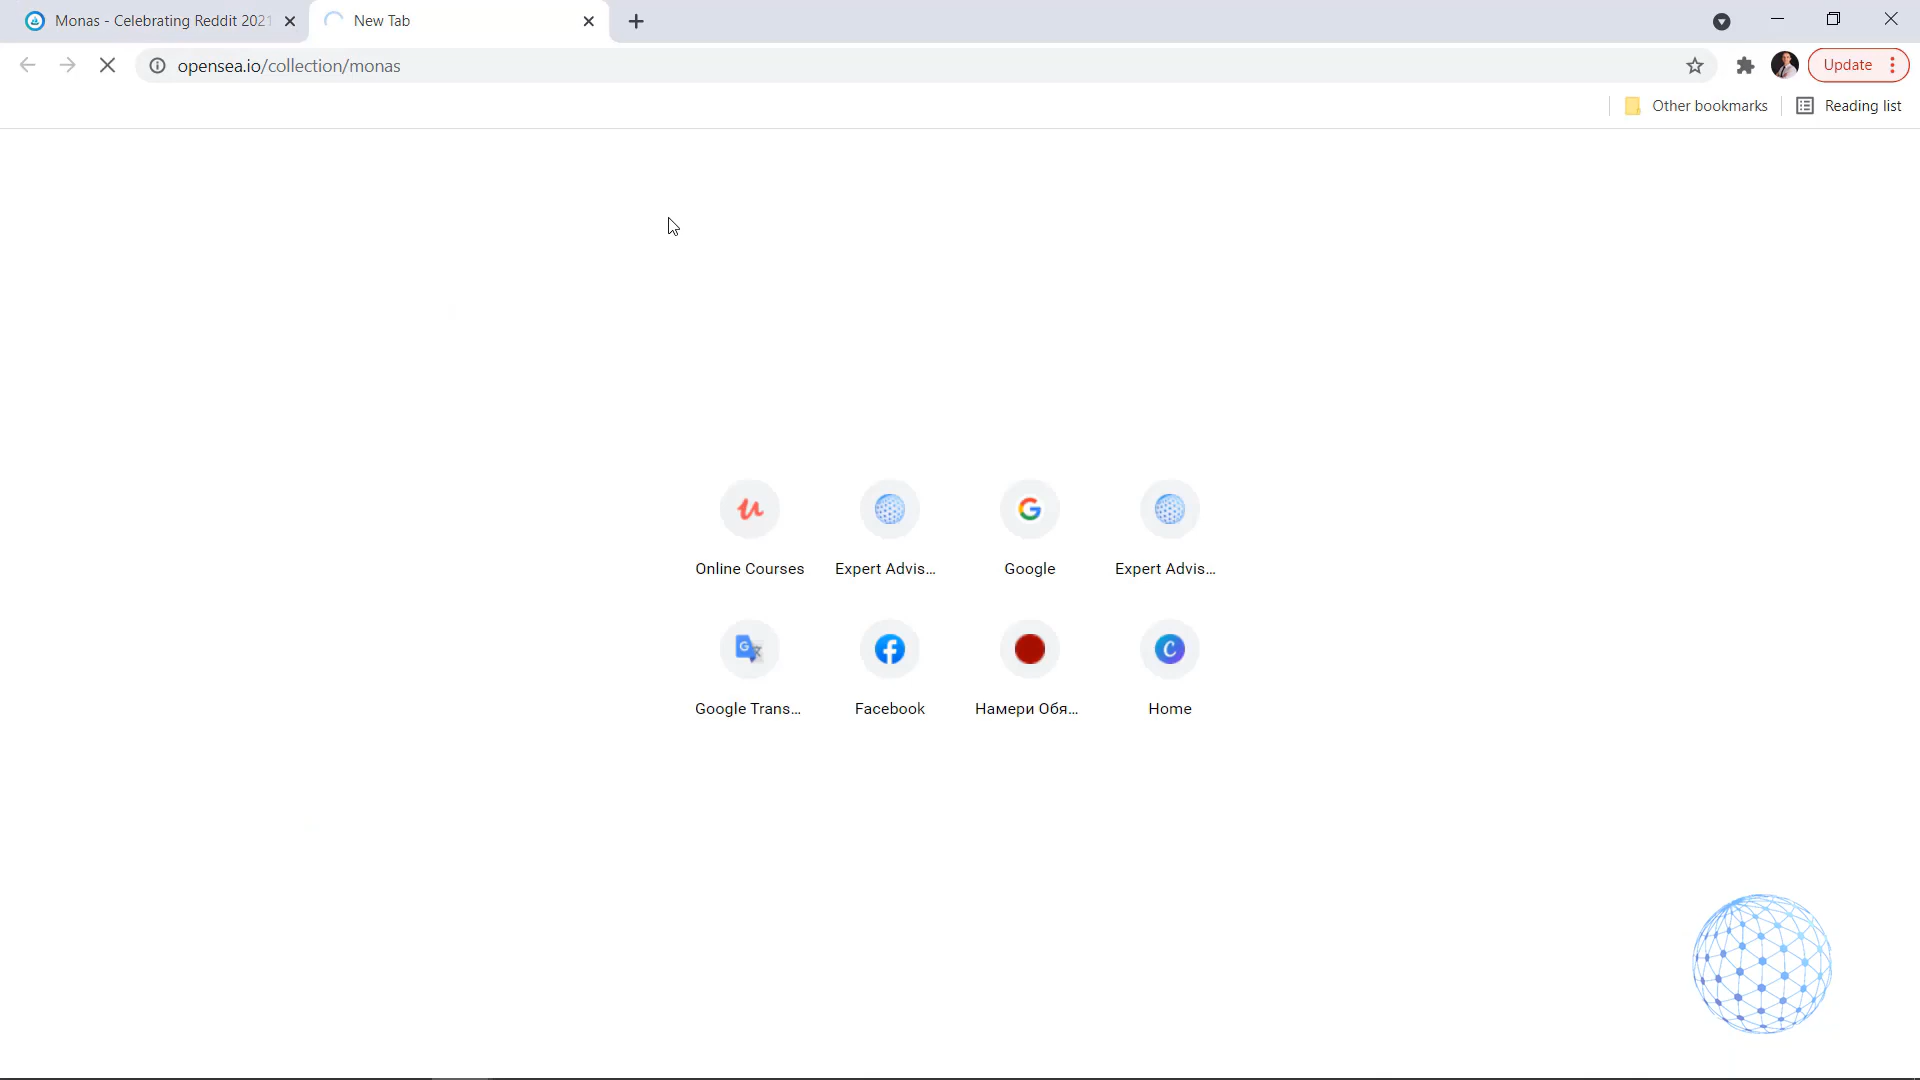 Monas - Celebrating Reddit 2021
New Tab
opensea.io/collection/monas
Update
Other bookmarks
Reading list
Online Courses
Expert Advis...
Google
Expert Advis...
Google Trans...
Facebook
Намери Обя...
Home